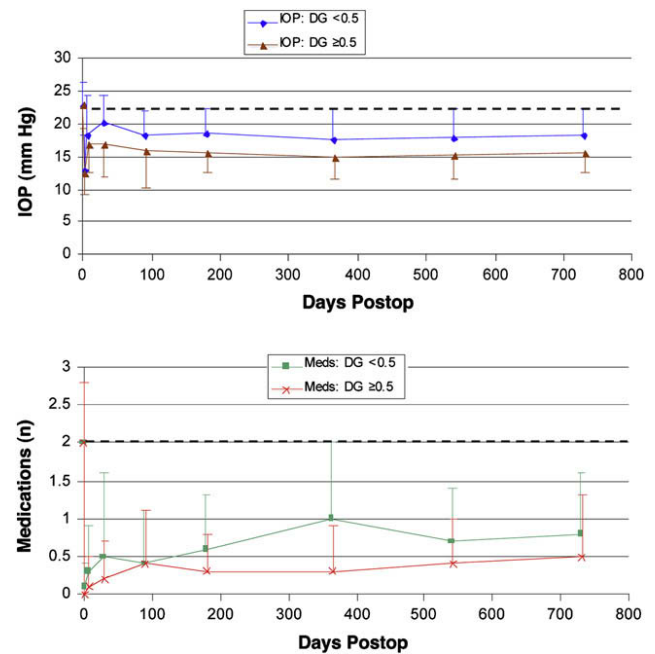 IOP: DG <0.5
IOP: DG ≥0.5
30
25
20
15
10
5
0
IOP (mm Hg)
0 100 200 300 400 500 600 700 800
Days Postop
Meds: DG <0.5
Meds: DG ≥0.5
3
2.5
2
1.5
1
0.5
0
Medications (n)
0 100 200 300 400 500 600 700 800
Days Postop